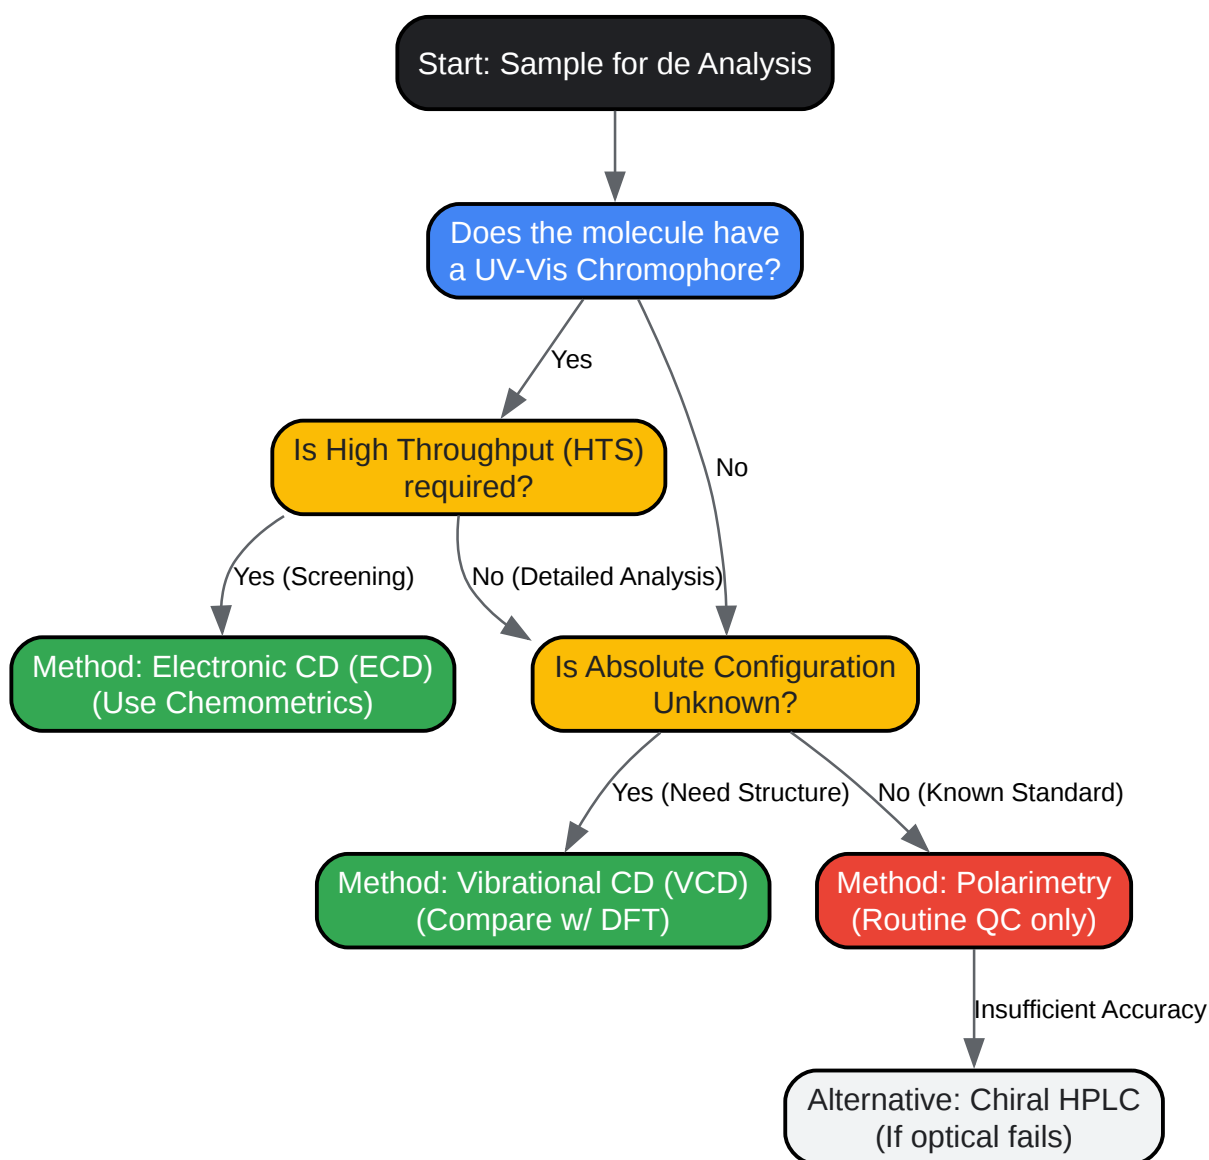 Start: Sample for de Analysis
Does the molecule have
a UV-Vis Chromophore?
Yes
Is High Throughput (HTS)
required?
No
Yes (Screening)
No (Detailed Analysis)
Method: Electronic CD (ECD)
(Use Chemometrics)
Is Absolute Configuration
Unknown?
Yes (Need Structure)
No (Known Standard)
Method: Vibrational CD (VCD)
(Compare w/ DFT)
Method: Polarimetry
(Routine QC only)
Insufficient Accuracy
Alternative: Chiral HPLC
(If optical fails)